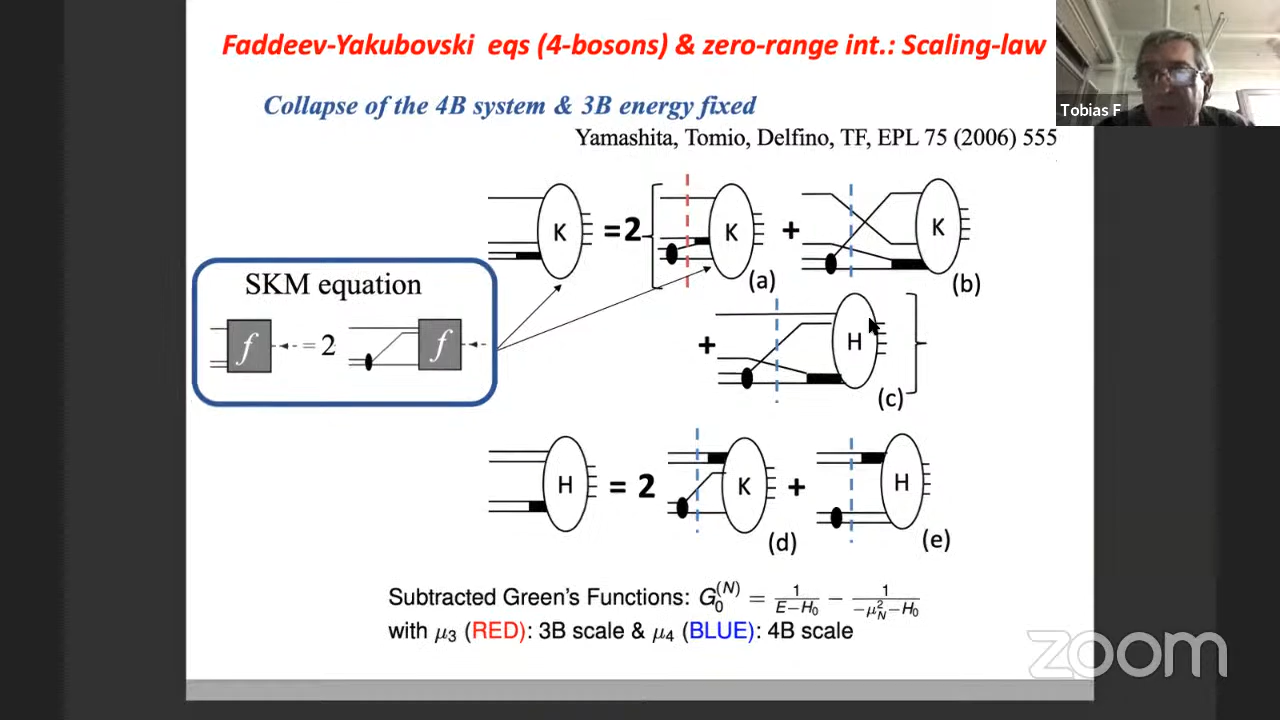 Faddeev-Yakubovski eqs (4-bosons) & zero-range int.: Scaling-law
Tobias F
Collapse of the 4B system & 3B energy fixed
Yamashita, Tomio, Delfino, TF, EPL 75 (2006) 555
K = 2 [ K (a) + K (b)
SKM equation
f = 2 f
+ H (c) ]
H = 2 K (d) + H (e)
Subtracted Green's Functions: G₀^(N) = 1/(E−H₀) − 1/(−μ²_N−H₀)
with μ₃ (RED): 3B scale & μ₄ (BLUE): 4B scale
zoom